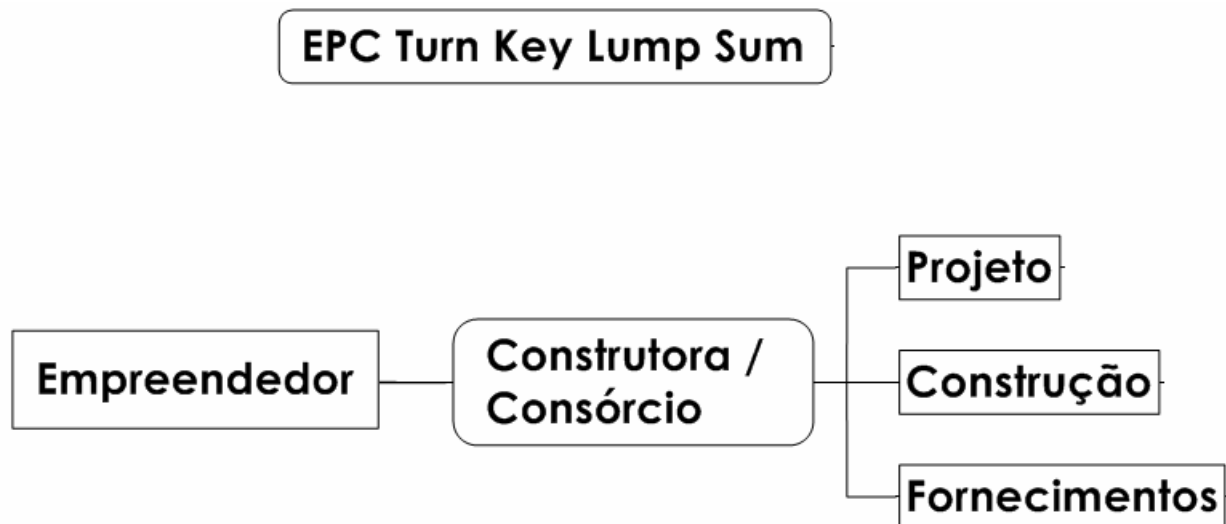 EPC Turn Key Lump Sum
Projeto
Empreendedor
Construtora /
Consórcio
Construção
Fornecimentos